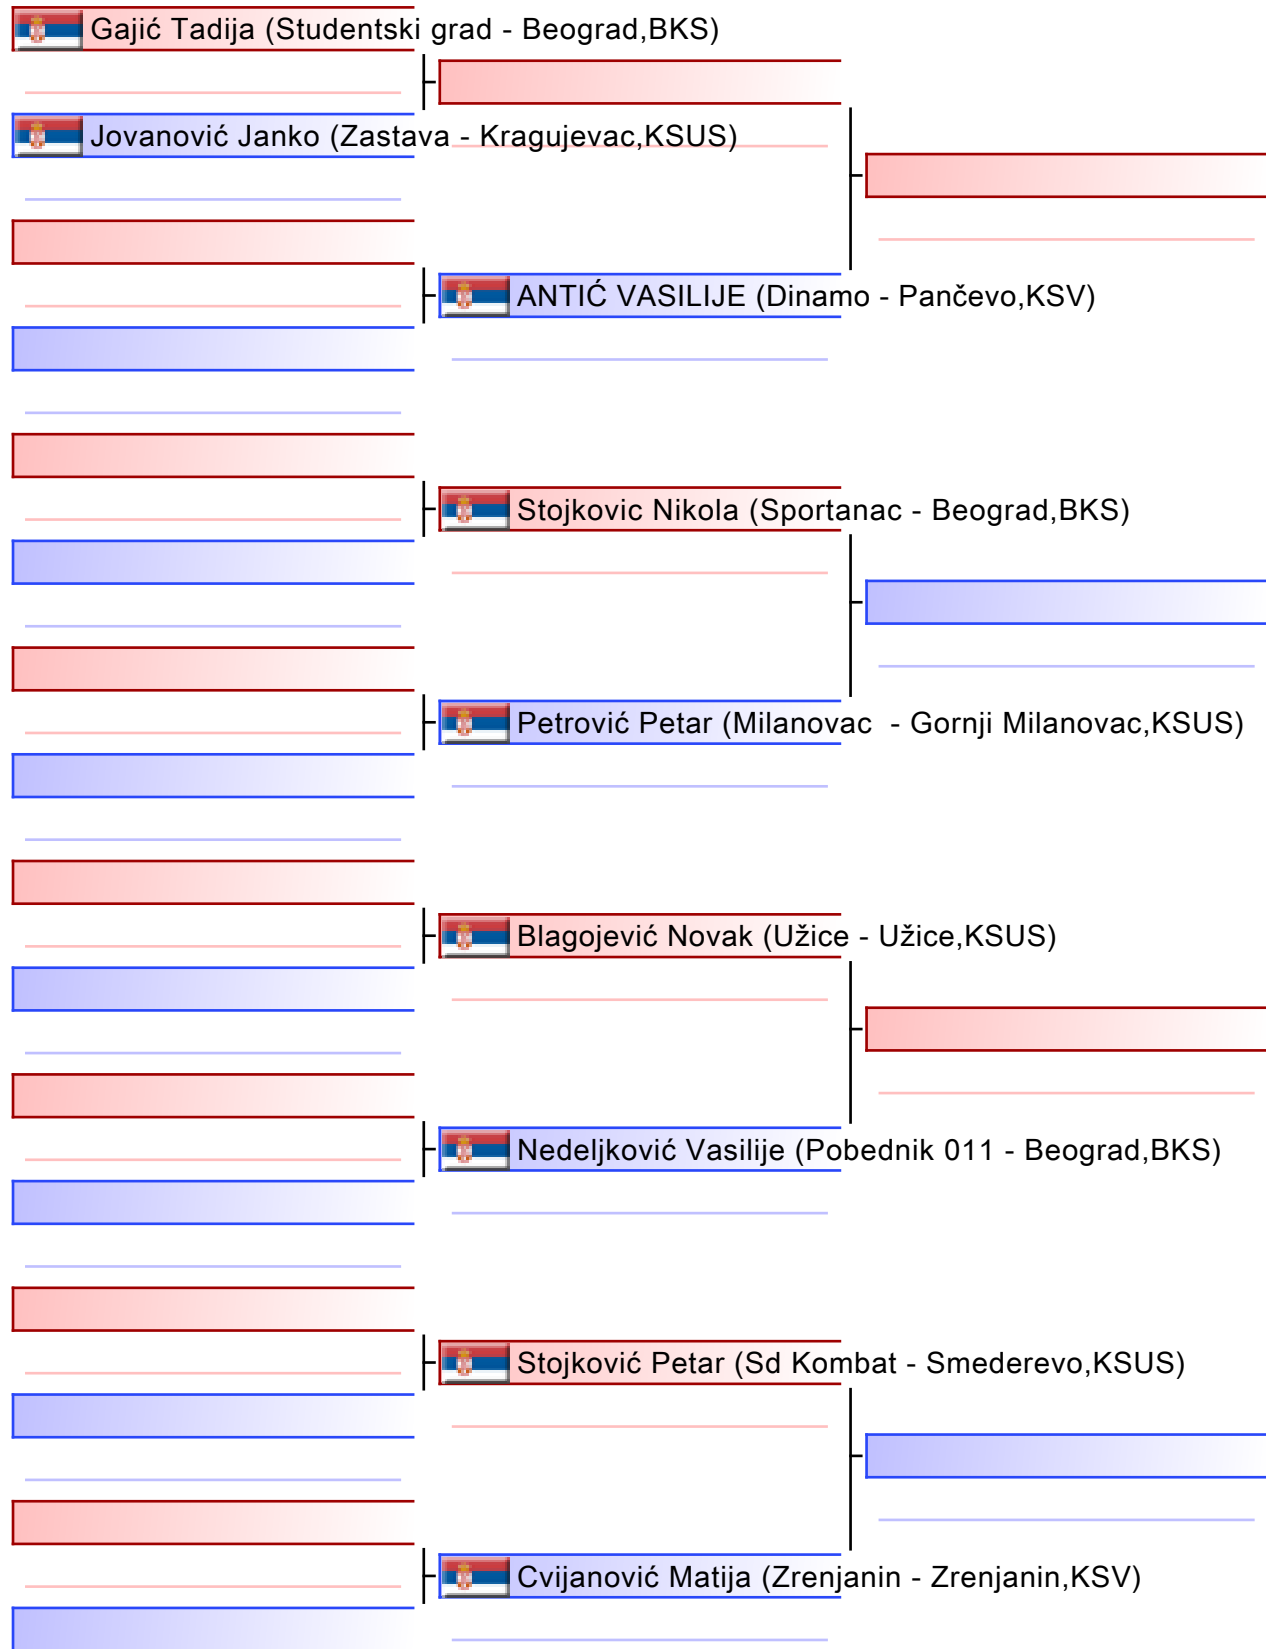 Gajić Tadija (Studentski grad - Beograd,BKS)
Jovanović Janko (Zastava - Kragujevac,KSUS)
ANTIĆ VASILIJE (Dinamo - Pančevo,KSV)
Stojkovic Nikola (Sportanac - Beograd,BKS)
Petrović Petar (Milanovac  - Gornji Milanovac,KSUS)
Blagojević Novak (Užice - Užice,KSUS)
Nedeljković Vasilije (Pobednik 011 - Beograd,BKS)
Stojković Petar (Sd Kombat - Smederevo,KSUS)
Cvijanović Matija (Zrenjanin - Zrenjanin,KSV)